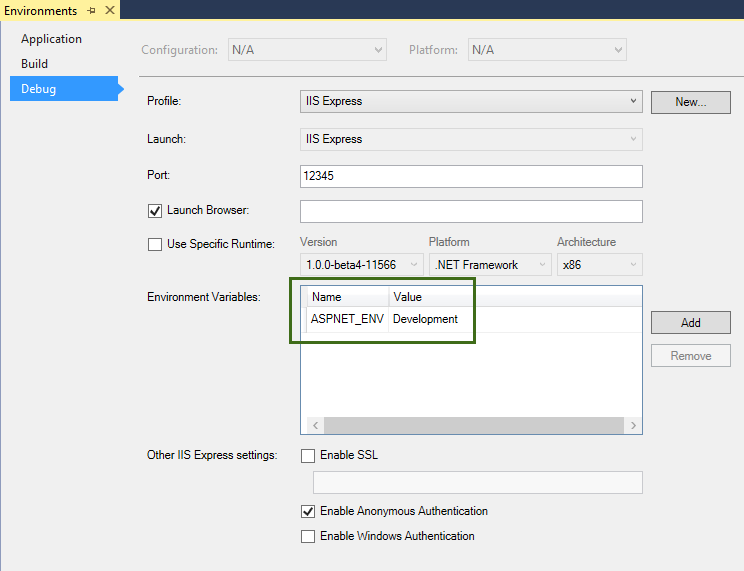 Environments
Application
Build
Debug
Configuration: N/A Platform: N/A
Profile: IIS Express New...
Launch: IIS Express
Port: 12345
Launch Browser:
Use Specific Runtime: Version Platform Architecture
1.0.0-beta4-11566 .NET Framework x86
Environment Variables: Name Value
ASPNET_ENV Development
Add
Remove
Other IIS Express settings: Enable SSL
Enable Anonymous Authentication
Enable Windows Authentication